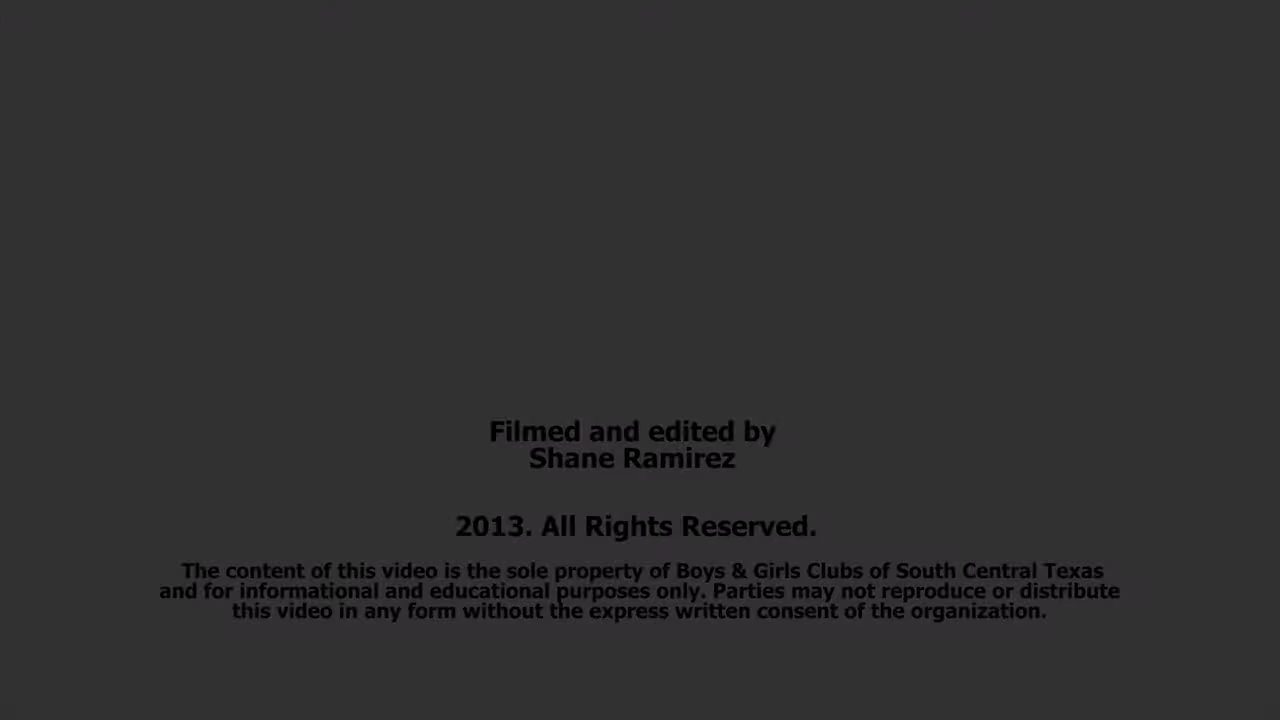 Filmed and edited by
Shane Ramirez
2013. All Rights Reserved.
The content of this video is the sole property of Boys & Girls Clubs of South Central Texas
and for informational and educational purposes only. Parties may not reproduce or distribute
this video in any form without the express written consent of the organization.